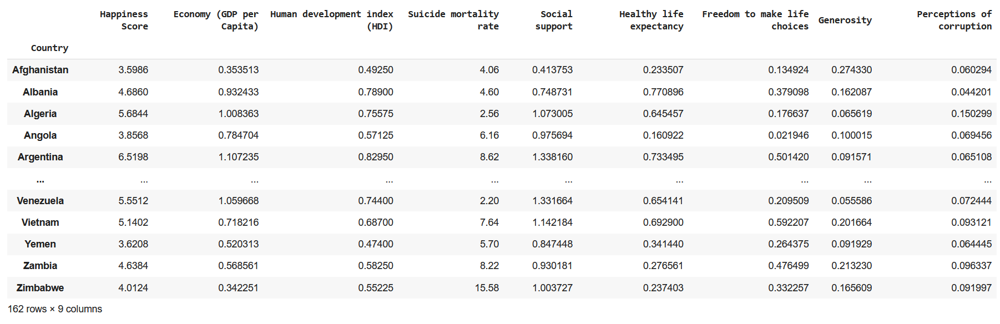 Happiness Score Economy (GDP per Capita) Human development index (HDI) Suicide mortality rate Social support Healthy life expectancy Freedom to make life choices Generosity Perceptions of corruption
Country
Afghanistan 3.5986 0.353513 0.49250 4.06 0.413753 0.233507 0.134924 0.274330 0.060294
Albania 4.6860 0.932433 0.78900 4.60 0.748731 0.770896 0.379098 0.162087 0.044201
Algeria 5.6844 1.008363 0.75575 2.56 1.073005 0.645457 0.176637 0.065619 0.150299
Angola 3.8568 0.784704 0.57125 6.16 0.975694 0.160922 0.021946 0.100015 0.069456
Argentina 6.5198 1.107235 0.82950 8.62 1.338160 0.733495 0.501420 0.091571 0.065108
... ... ... ... ... ... ... ... ... ...
Venezuela 5.5512 1.059668 0.74400 2.20 1.331664 0.654141 0.209509 0.055586 0.072444
Vietnam 5.1402 0.718216 0.68700 7.64 1.142184 0.692900 0.592207 0.201664 0.093121
Yemen 3.6208 0.520313 0.47400 5.70 0.847448 0.341440 0.264375 0.091929 0.064445
Zambia 4.6384 0.568561 0.58250 8.22 0.930181 0.276561 0.476499 0.213230 0.096337
Zimbabwe 4.0124 0.342251 0.55225 15.58 1.003727 0.237403 0.332257 0.165609 0.091997
162 rows × 9 columns